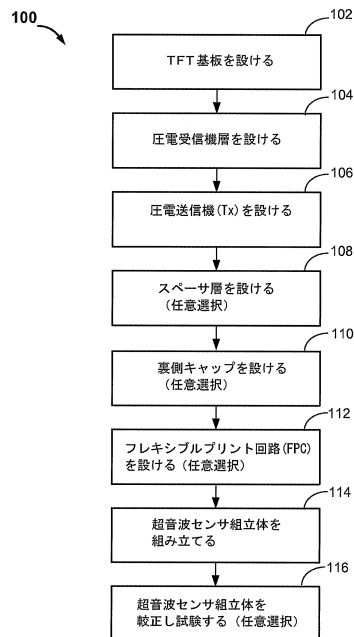 100
102
TFT基板を設ける
104
圧電受信機層を設ける
106
圧電送信機(Tx)を設ける
108
スペーサ層を設ける
(任意選択)
110
裏側キャップを設ける
(任意選択)
112
フレキシブルプリント回路(FPC)
を設ける(任意選択)
114
超音波センサ組立体を
組み立てる
116
超音波センサ組立体を
較正し試験する(任意選択)